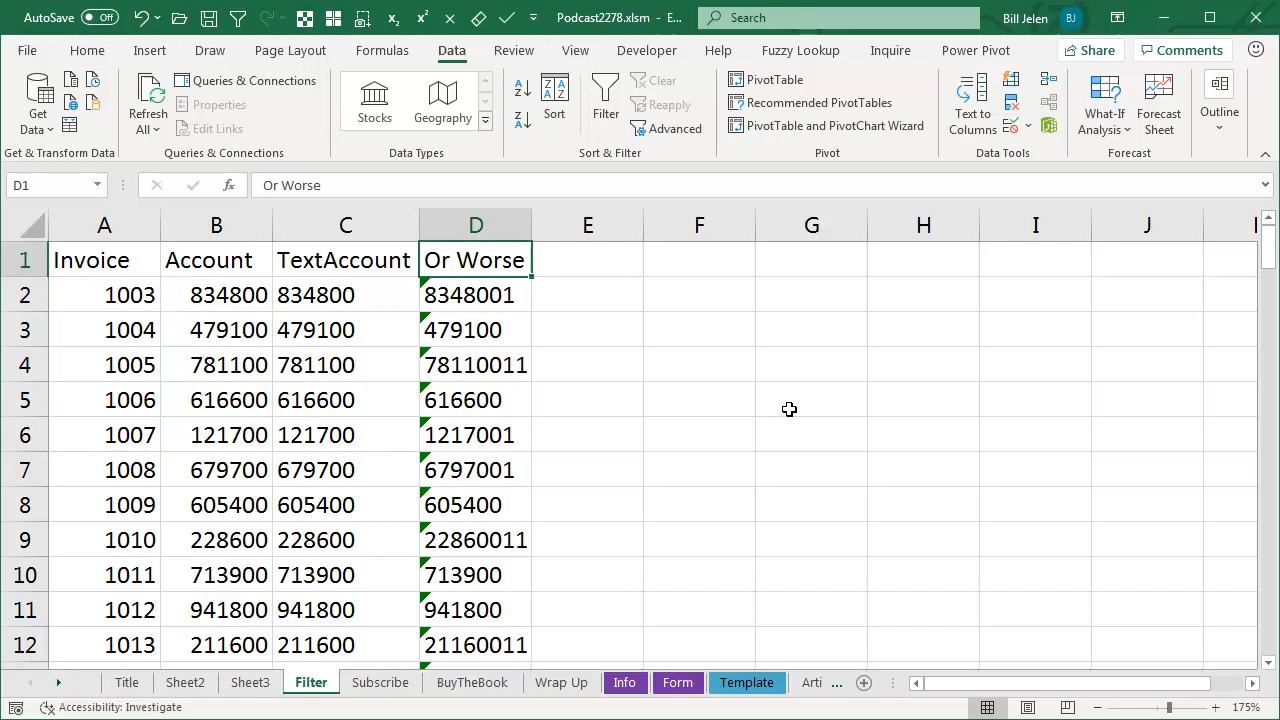 AutoSave Off Podcast2278.xlsm - E... Search Bill Jelen BJ
File Home Insert Draw Page Layout Formulas Data Review View Developer Help Fuzzy Lookup Inquire Power Pivot Share Comments
Get Data
Get & Transform Data
Refresh All
Queries & Connections
Properties
Edit Links
Queries & Connections
Stocks
Geography
Data Types
Sort
Filter
Clear
Reapply
Advanced
Sort & Filter
PivotTable
Recommended PivotTables
PivotTable and PivotChart Wizard
Pivot
Text to Columns
Data Tools
What-If Analysis
Forecast Sheet
Forecast
Outline
D1 fx Or Worse
A B C D E F G H I J
1 Invoice Account TextAccount Or Worse
2 1003 834800 834800 8348001
3 1004 479100 479100 479100
4 1005 781100 781100 78110011
5 1006 616600 616600 616600
6 1007 121700 121700 1217001
7 1008 679700 679700 6797001
8 1009 605400 605400 605400
9 1010 228600 228600 22860011
10 1011 713900 713900 713900
11 1012 941800 941800 941800
12 1013 211600 211600 21160011
Title Sheet2 Sheet3 Filter Subscribe BuyTheBook Wrap Up Info Form Template Arti ...
Accessibility: Investigate 175%